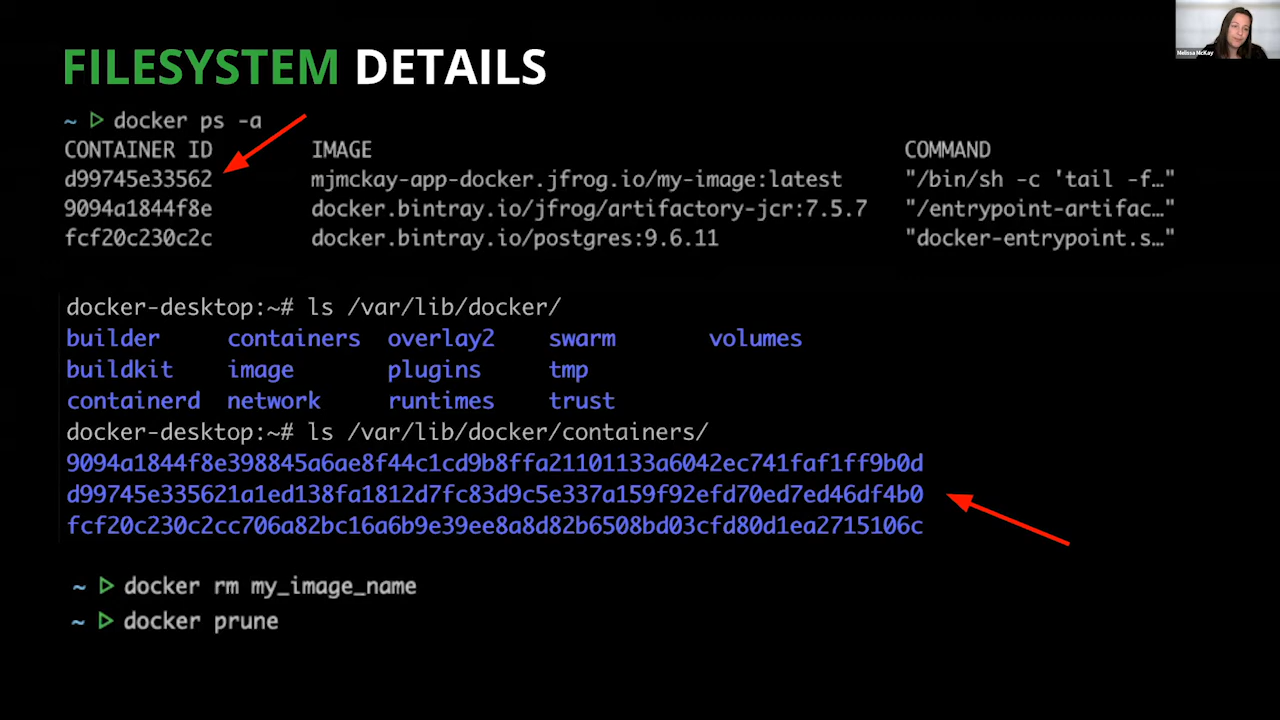 FILESYSTEM DETAILS
Melissa McKay
~ ▷ docker ps -a
CONTAINER ID IMAGE COMMAND
d99745e33562 mjmckay-app-docker.jfrog.io/my-image:latest "/bin/sh -c 'tail -f…"
9094a1844f8e docker.bintray.io/jfrog/artifactory-jcr:7.5.7 "/entrypoint-artifac…"
fcf20c230c2c docker.bintray.io/postgres:9.6.11 "docker-entrypoint.s…"
docker-desktop:~# ls /var/lib/docker/
builder containers overlay2 swarm volumes
buildkit image plugins tmp
containerd network runtimes trust
docker-desktop:~# ls /var/lib/docker/containers/
9094a1844f8e398845a6ae8f44c1cd9b8ffa21101133a6042ec741faf1ff9b0d
d99745e335621a1ed138fa1812d7fc83d9c5e337a159f92efd70ed7ed46df4b0
fcf20c230c2cc706a82bc16a6b9e39ee8a8d82b6508bd03cfd80d1ea2715106c
~ ▷ docker rm my_image_name
~ ▷ docker prune